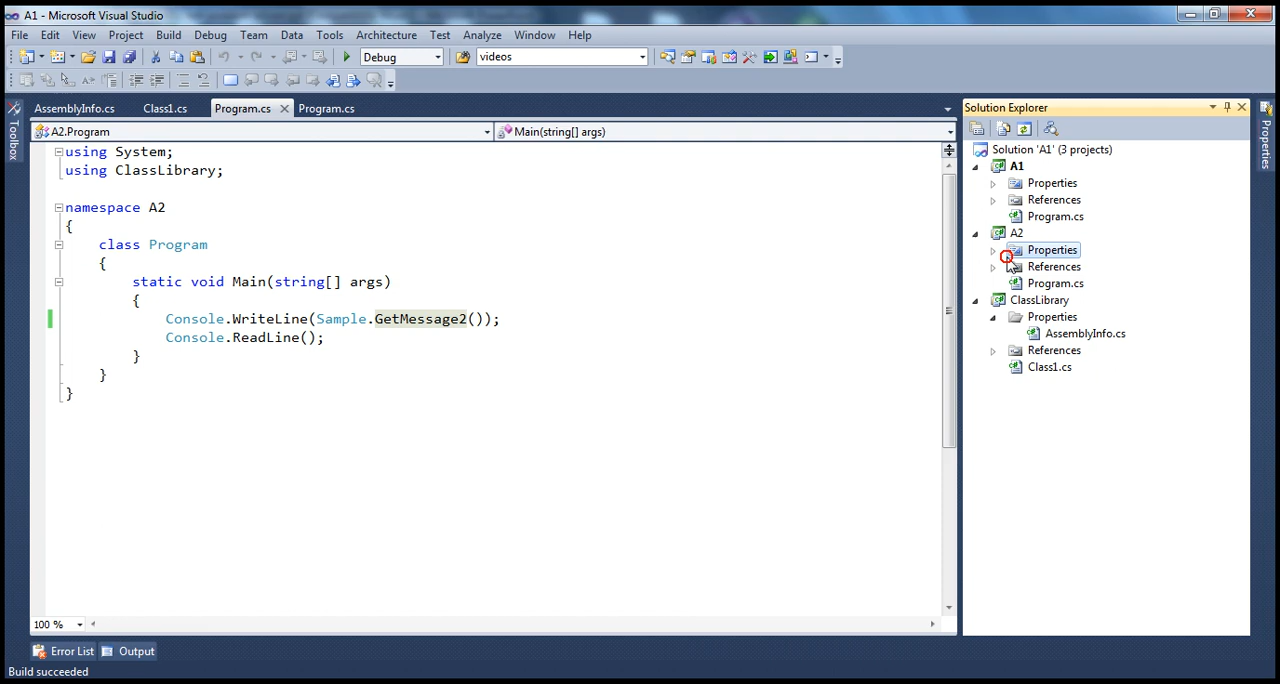 A1 - Microsoft Visual Studio
File Edit View Project Build Debug Team Data Tools Architecture Test Analyze Window Help
Debug videos
AssemblyInfo.cs Class1.cs Program.cs Program.cs
A2.Program Main(string[] args)
using System;
using ClassLibrary;
namespace A2
{
class Program
{
static void Main(string[] args)
{
Console.WriteLine(Sample.GetMessage2());
Console.ReadLine();
}
}
}
100 %
Toolbox
Solution Explorer
Solution 'A1' (3 projects)
A1
Properties
References
Program.cs
A2
Properties
References
Program.cs
ClassLibrary
Properties
AssemblyInfo.cs
References
Class1.cs
Properties
Error List Output
Build succeeded